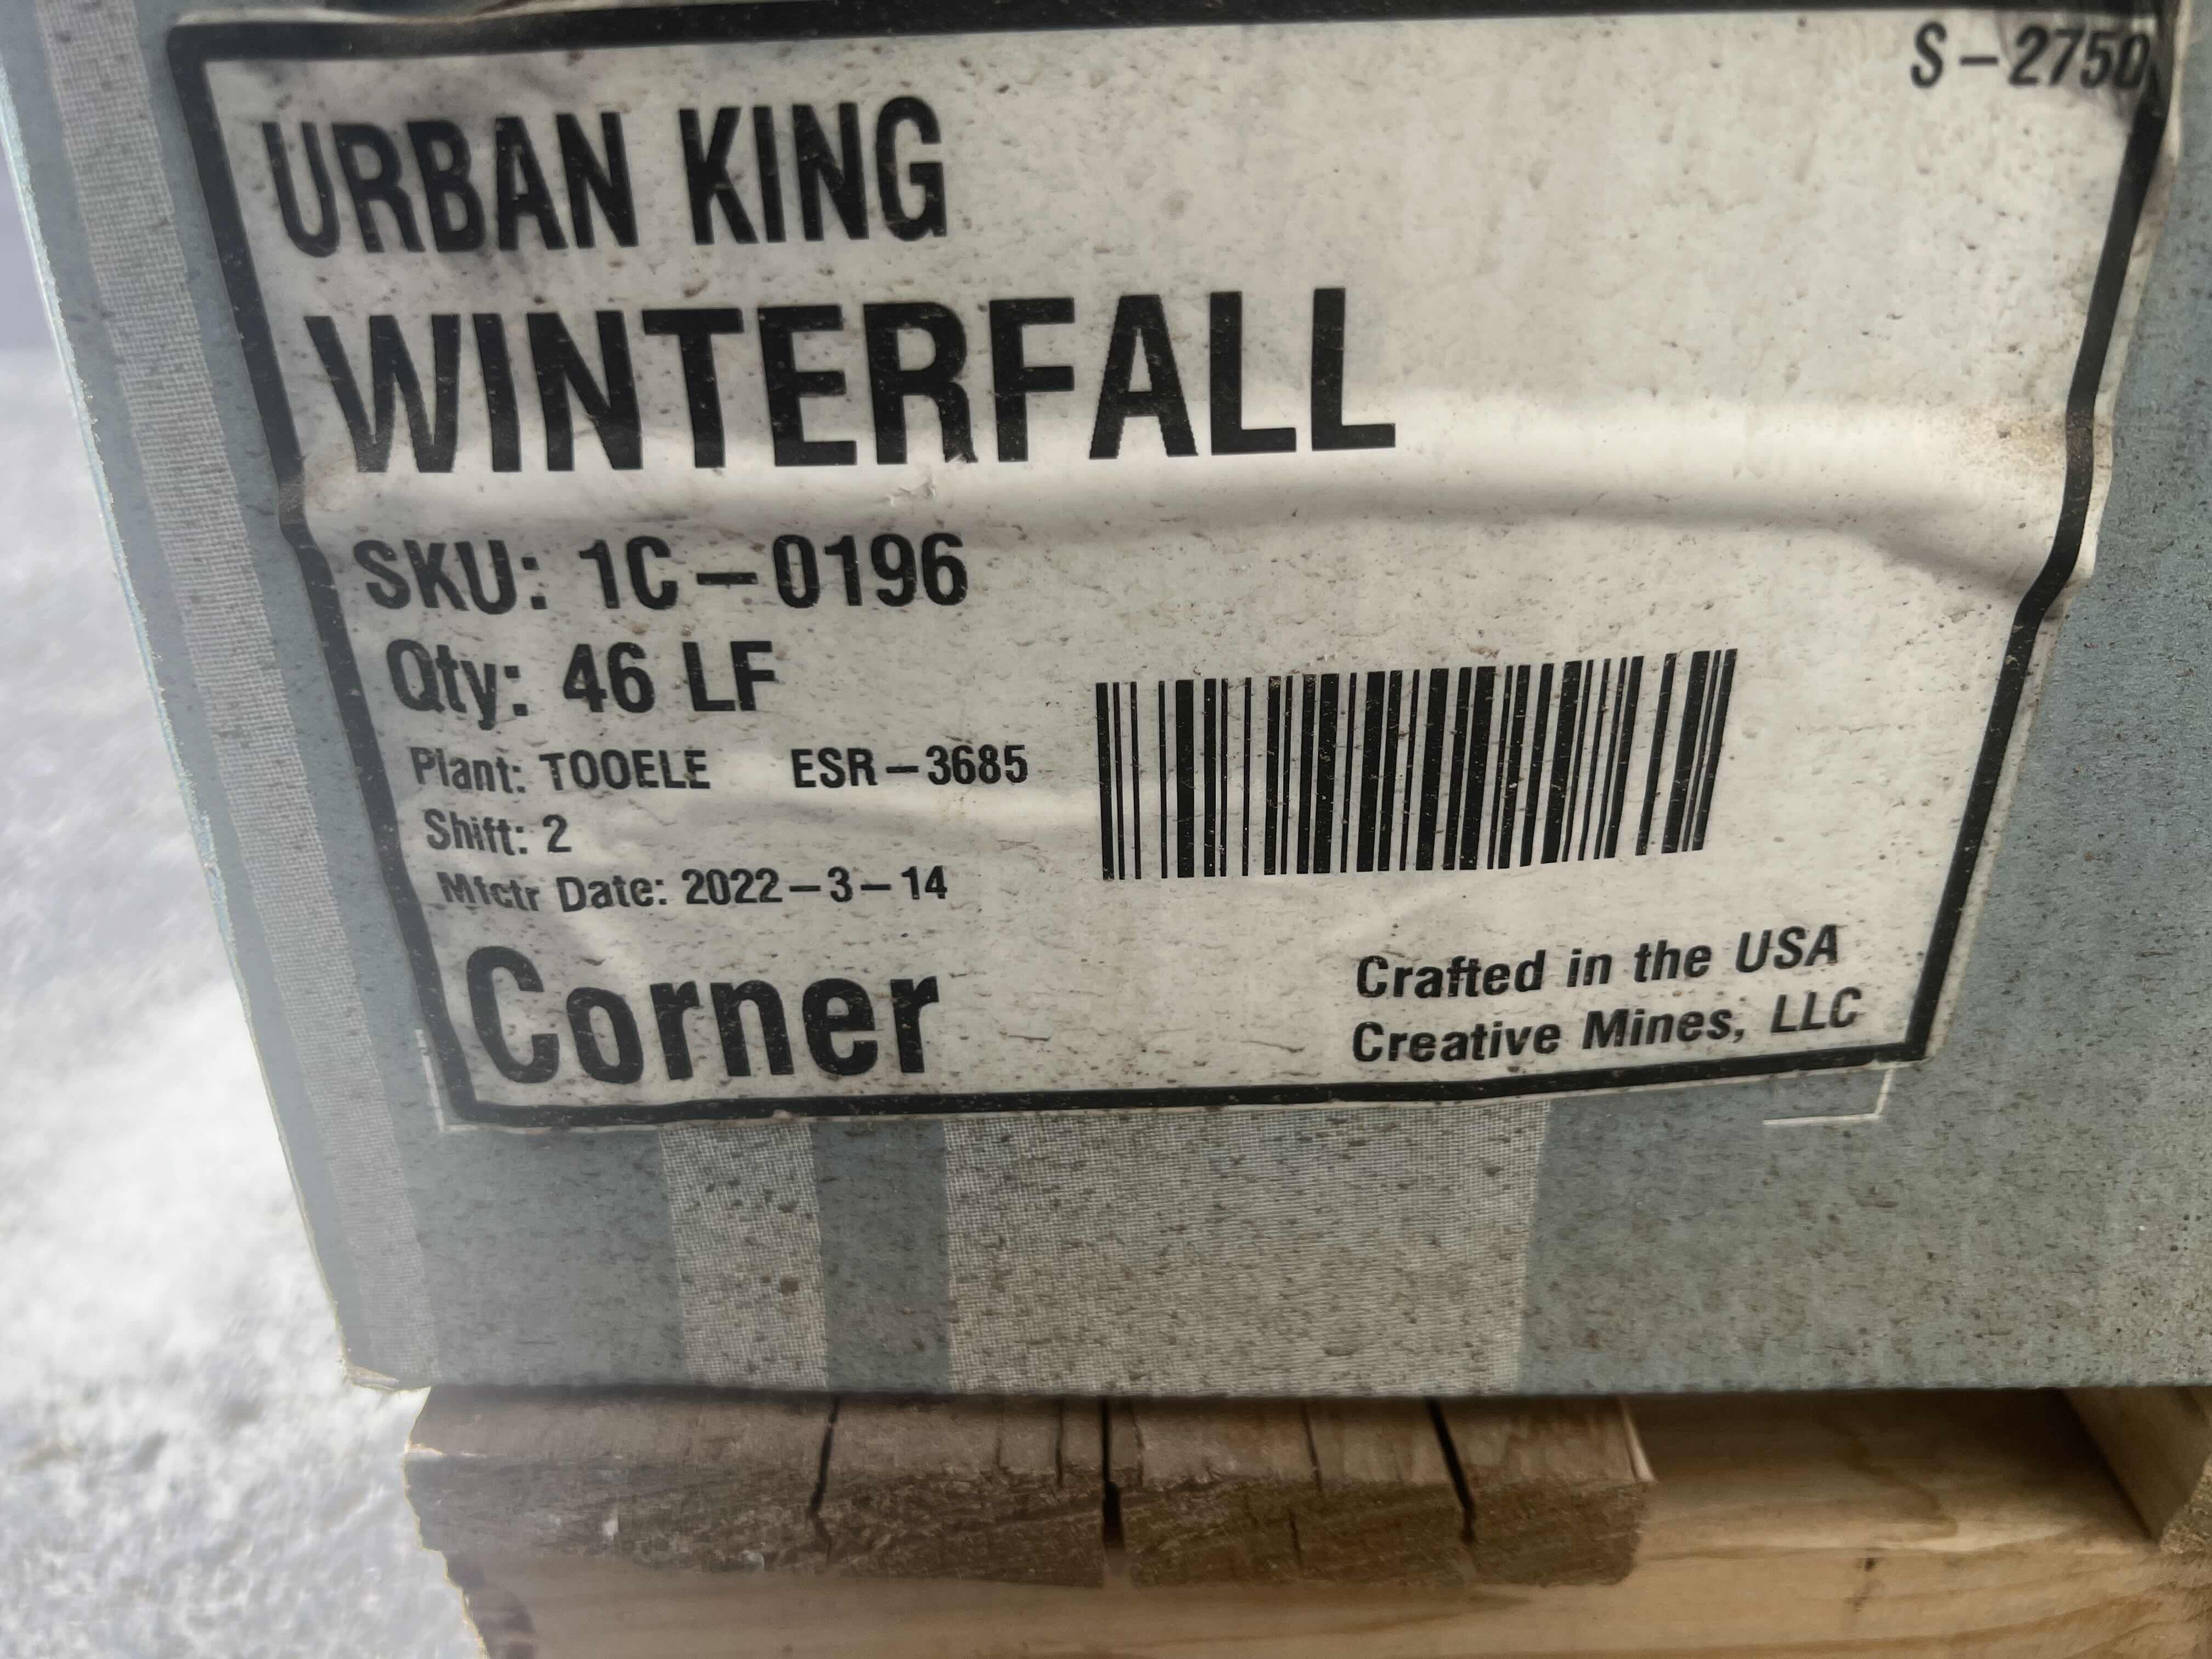 S-2750
URBAN KING
WINTERFALL
SKU: 1C-0196
Qty: 46 LF
Plant: TOOELE ESR-3685
Shift: 2
Mfctr Date: 2022-3-14
Corner
Crafted in the USA
Creative Mines, LLC